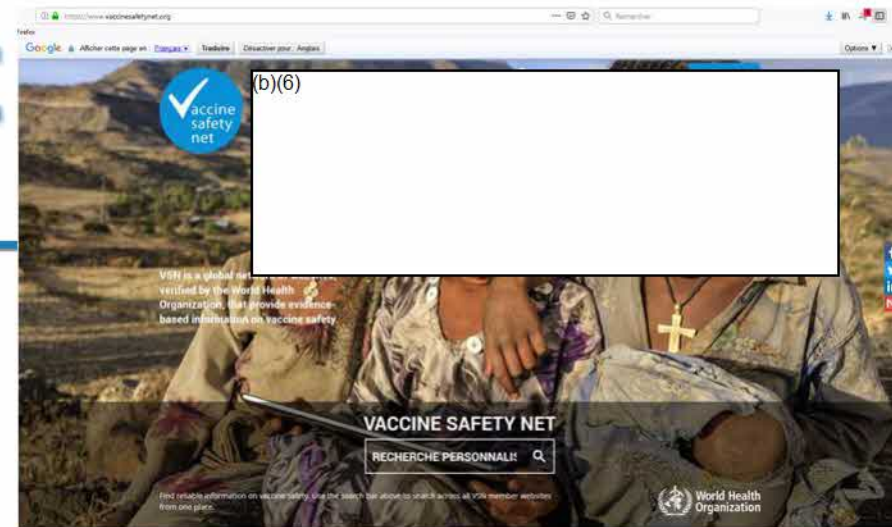 https://www.vaccinesafetynet.org
Rechercher
Firefox
Google
Afficher cette page en :
Français
Traduire
Désactiver pour : Anglais
Options
(b)(6)
Vaccine
safety
net
VSN is a global
verified by the World Health
Organization, that provide evidence-
based information on vaccine safety.
VACCINE SAFETY NET
RECHERCHE PERSONNALIS
Find reliable information on vaccine safety, use the search bar above to search across all VSN member websites
from one place.
World Health
Organization